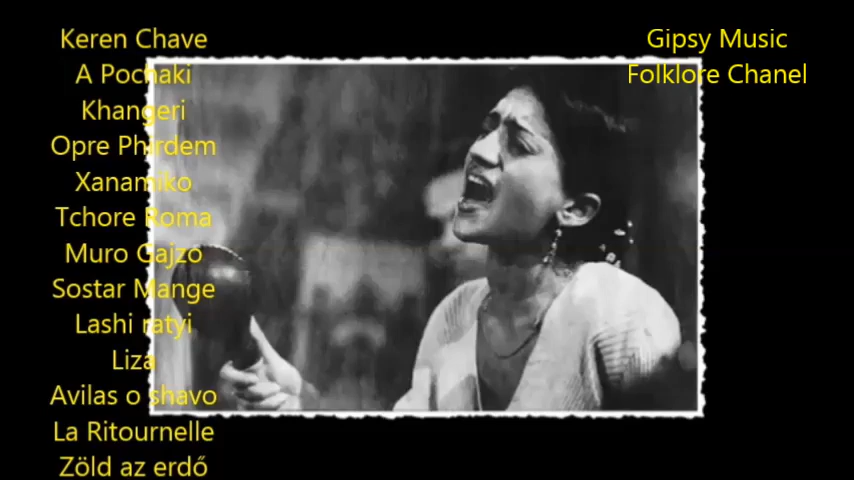 Keren Chave
A Pochaki
Khangeri
Opre Phirdem
Xanamiko
Tchore Roma
Muro Gajzo
Sostar Mange
Lashi ratyi
Liza
Avilas o shavo
La Ritournelle
Zöld az erdő
Gipsy Music
Folklore Chanel